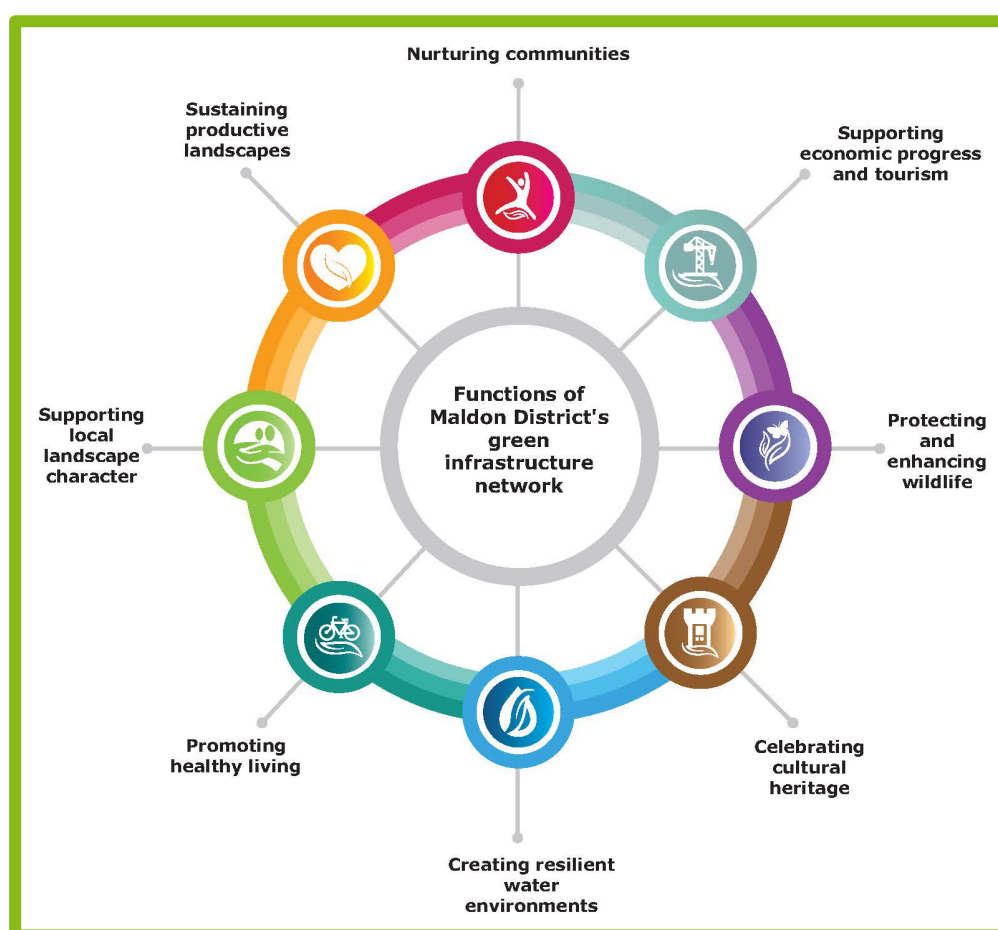 Nurturing communities
Sustaining
productive
landscapes
Supporting
economic progress
and tourism
Functions of
Maldon District's
green
infrastructure
network
Supporting
local
landscape
character
Protecting
and
enhancing
wildlife
Promoting
healthy living
Celebrating
cultural
heritage
Creating resilient
water
environments